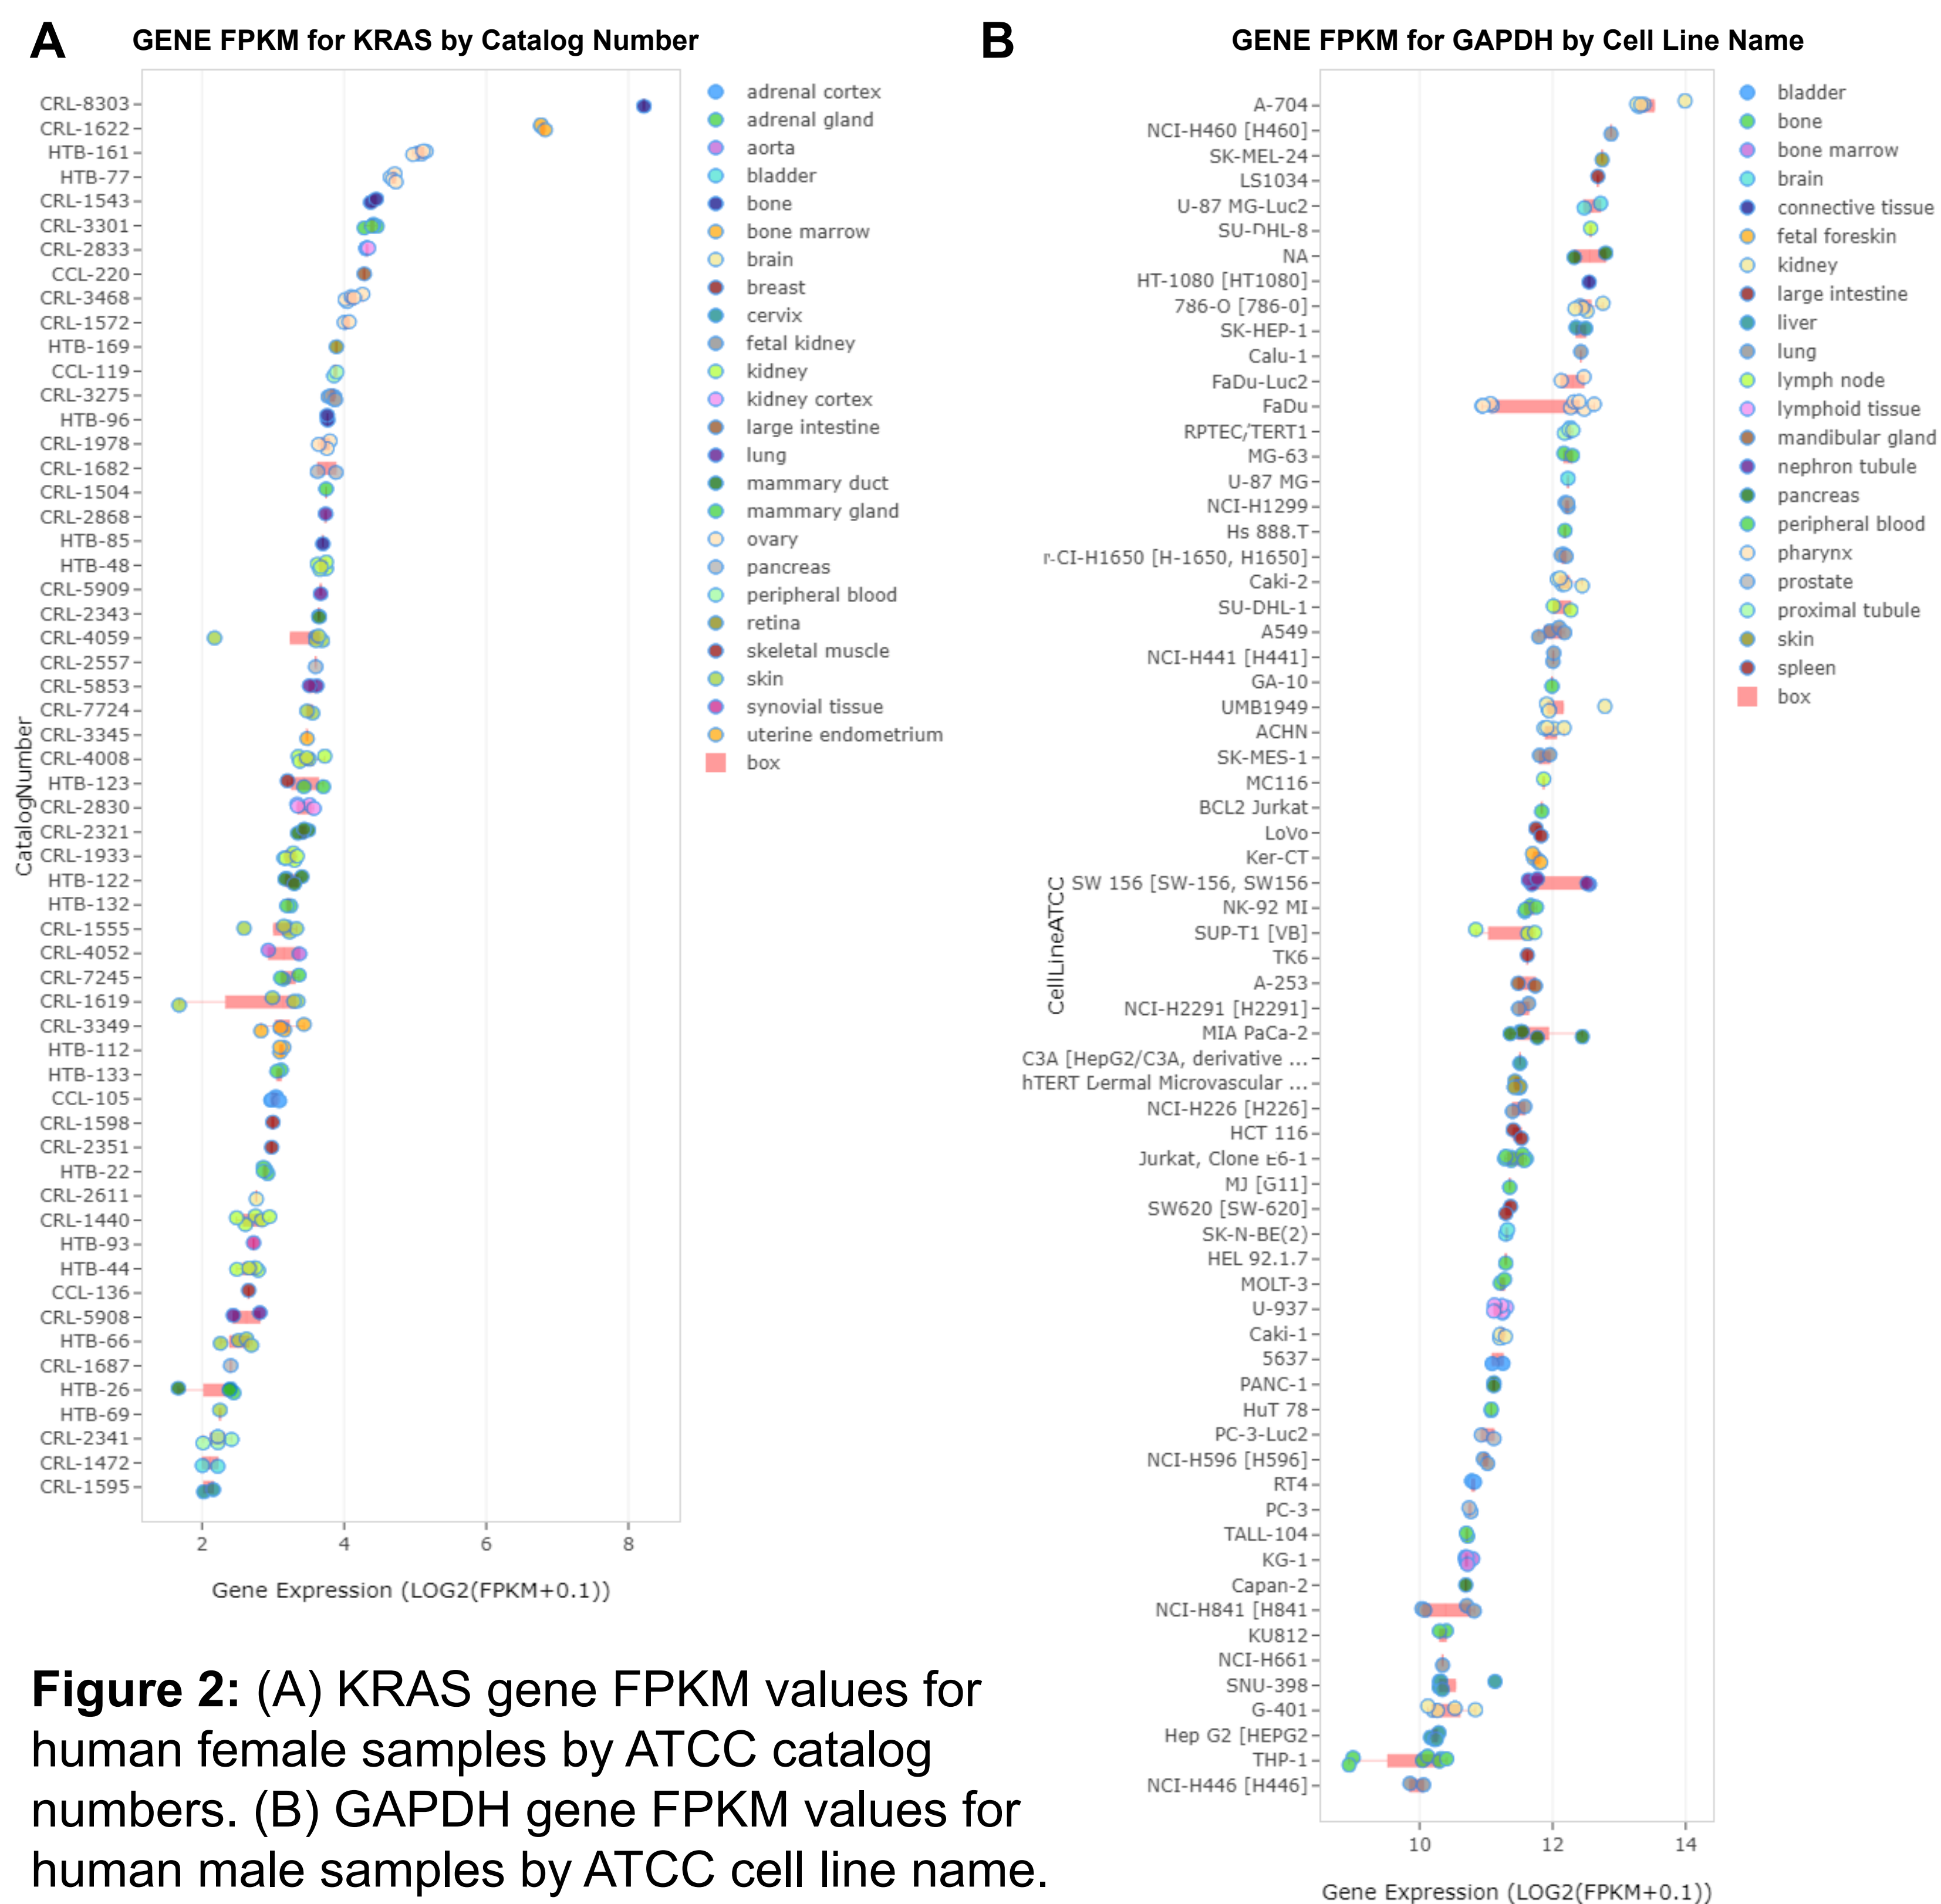 A
GENE FPKM for KRAS by Catalog Number
CatalogNumber
CRL-8303
CRL-1622
HTB-161
HTB-77
CRL-1543
CRL-3301
CRL-2833
CCL-220
CRL-3468
CRL-1572
HTB-169
CCL-119
CRL-3275
HTB-96
CRL-1978
CRL-1682
CRL-1504
CRL-2868
HTB-85
HTB-48
CRL-5909
CRL-2343
CRL-4059
CRL-2557
CRL-5853
CRL-7724
CRL-3345
CRL-4008
HTB-123
CRL-2830
CRL-2321
CRL-1933
HTB-122
HTB-132
CRL-1555
CRL-4052
CRL-7245
CRL-1619
CRL-3349
HTB-112
HTB-133
CCL-105
CRL-1598
CRL-2351
HTB-22
CRL-2611
CRL-1440
HTB-93
HTB-44
CCL-136
CRL-5908
HTB-66
CRL-1687
HTB-26
HTB-69
CRL-2341
CRL-1472
CRL-1595
2 4 6 8
Gene Expression (LOG2(FPKM+0.1))
adrenal cortex
adrenal gland
aorta
bladder
bone
bone marrow
brain
breast
cervix
fetal kidney
kidney
kidney cortex
large intestine
lung
mammary duct
mammary gland
ovary
pancreas
peripheral blood
retina
skeletal muscle
skin
synovial tissue
uterine endometrium
box
B
GENE FPKM for GAPDH by Cell Line Name
CellLineATCC
A-704
NCI-H460 [H460]
SK-MEL-24
LS1034
U-87 MG-Luc2
SU-DHL-8
NA
HT-1080 [HT1080]
786-O [786-0]
SK-HEP-1
Calu-1
FaDu-Luc2
FaDu
RPTEC/TERT1
MG-63
U-87 MG
NCI-H1299
Hs 888.T
r-CI-H1650 [H-1650, H1650]
Caki-2
SU-DHL-1
A549
NCI-H441 [H441]
GA-10
UMB1949
ACHN
SK-MES-1
MC116
BCL2 Jurkat
LoVo
Ker-CT
SW 156 [SW-156, SW156
NK-92 MI
SUP-T1 [VB]
TK6
A-253
NCI-H2291 [H2291]
MIA PaCa-2
C3A [HepG2/C3A, derivative ...
hTERT Dermal Microvascular ...
NCI-H226 [H226]
HCT 116
Jurkat, Clone E6-1
MJ [G11]
SW620 [SW-620]
SK-N-BE(2)
HEL 92.1.7
MOLT-3
U-937
Caki-1
5637
PANC-1
HuT 78
PC-3-Luc2
NCI-H596 [H596]
RT4
PC-3
TALL-104
KG-1
Capan-2
NCI-H841 [H841
KU812
NCI-H661
SNU-398
G-401
Hep G2 [HEPG2
THP-1
NCI-H446 [H446]
10 12 14
Gene Expression (LOG2(FPKM+0.1))
bladder
bone
bone marrow
brain
connective tissue
fetal foreskin
kidney
large intestine
liver
lung
lymph node
lymphoid tissue
mandibular gland
nephron tubule
pancreas
peripheral blood
pharynx
prostate
proximal tubule
skin
spleen
box
Figure 2: (A) KRAS gene FPKM values for
human female samples by ATCC catalog
numbers. (B) GAPDH gene FPKM values for
human male samples by ATCC cell line name.